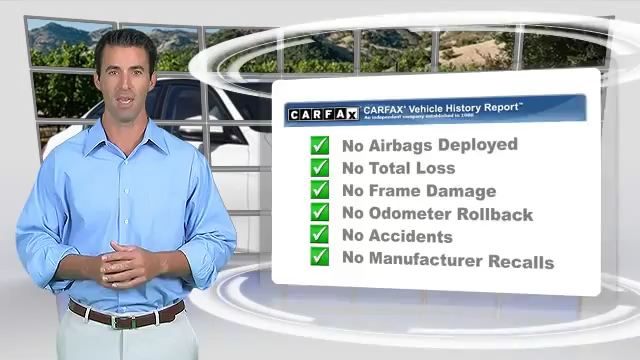 CARFAX CARFAX Vehicle History Report™
An independent company established in 1986
No Airbags Deployed
No Total Loss
No Frame Damage
No Odometer Rollback
No Accidents
No Manufacturer Recalls